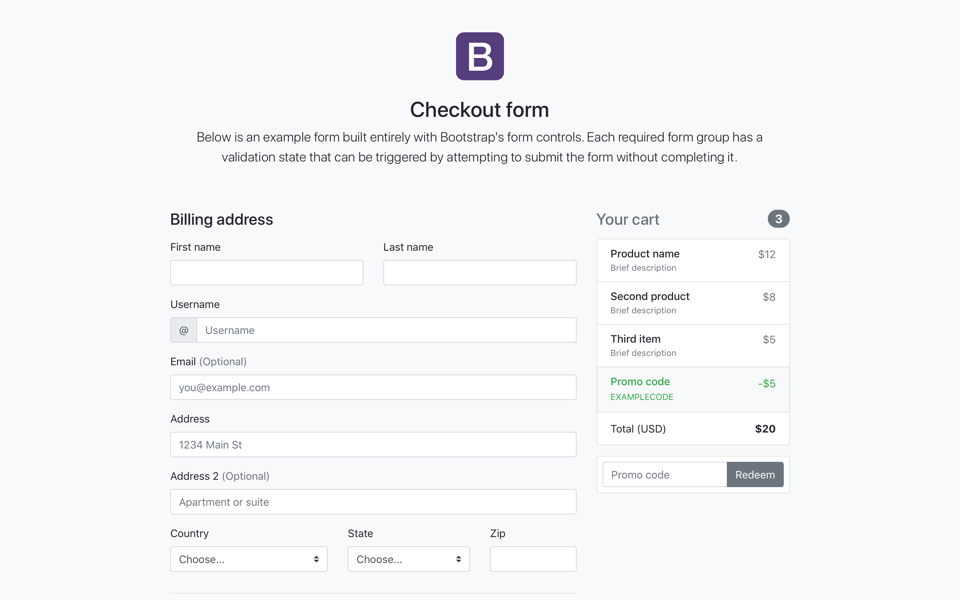 B
Checkout form
Below is an example form built entirely with Bootstrap's form controls. Each required form group has a
validation state that can be triggered by attempting to submit the form without completing it.
Billing address
First name Last name
Username
@ Username
Email (Optional)
you@example.com
Address
1234 Main St
Address 2 (Optional)
Apartment or suite
Country State Zip
Choose... Choose...
Your cart 3
Product name $12
Brief description
Second product $8
Brief description
Third item $5
Brief description
Promo code -$5
EXAMPLECODE
Total (USD) $20
Promo code Redeem